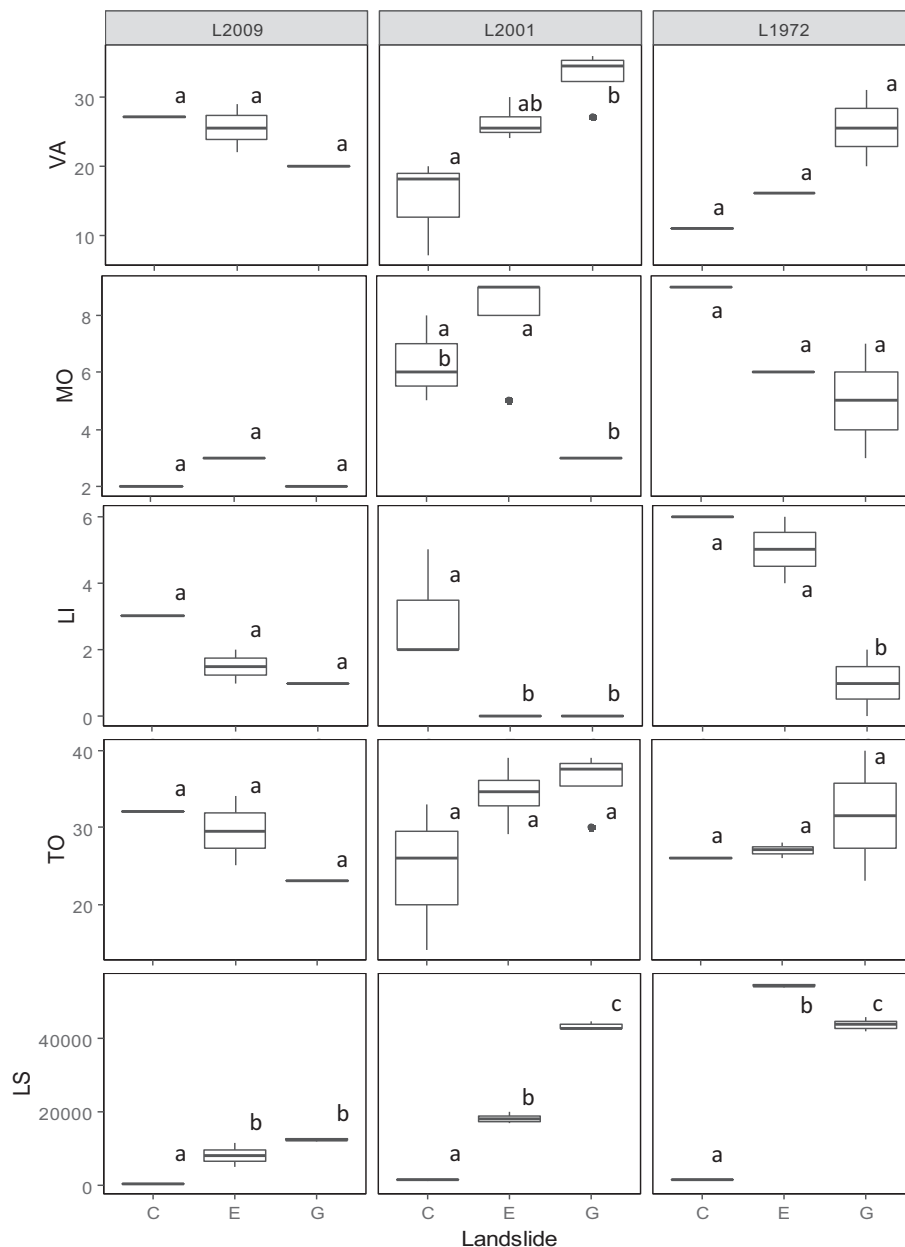 L2009 L2001 L1972
VA
30
20
10
a a a
a ab b
a a a
MO
8
6
4
2
a a a
a b a b
a a a
LI
6
4
2
0
a a a
a b b
a a b
TO
40
30
20
a a a
a a a
a a a
LS
40000
20000
0
a b b
a b c
a b c
C E G C E G C E G
Landslide